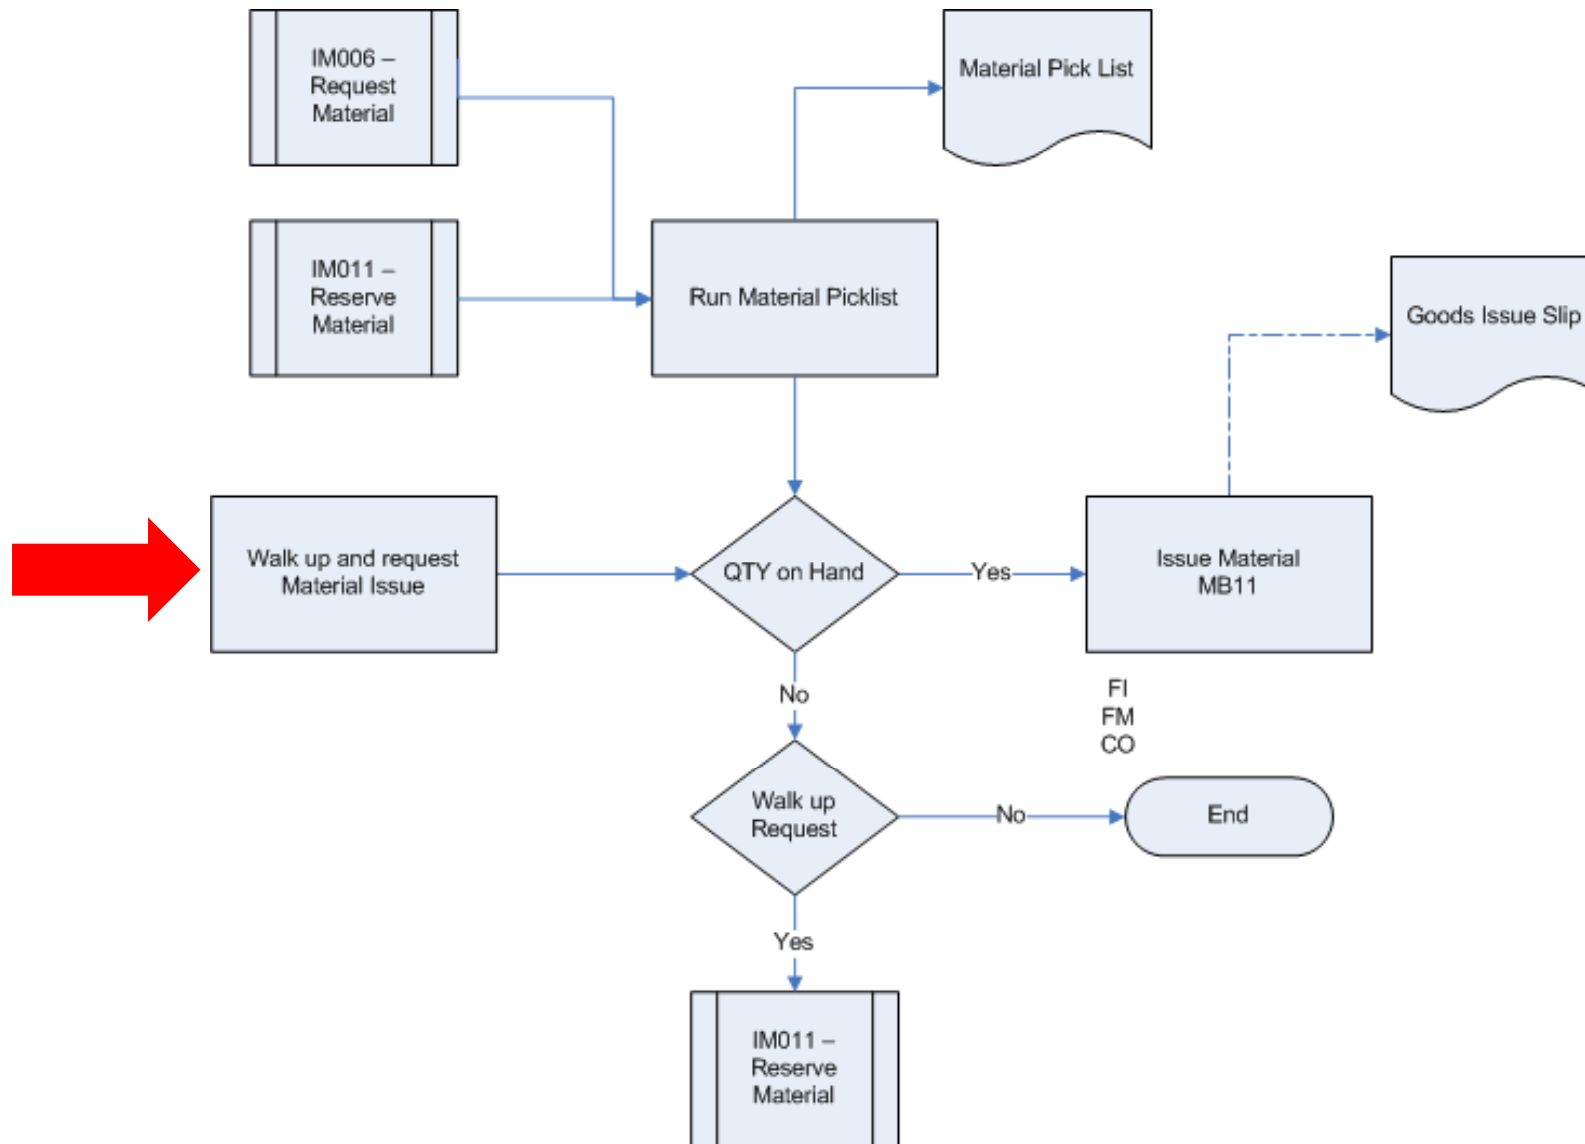 IM006 –
Request
Material
Material Pick List
IM011 –
Reserve
Material
Run Material Picklist
Goods Issue Slip
Walk up and request
Material Issue
QTY on Hand
Yes
Issue Material
MB11
No
FI
FM
CO
Walk up
Request
No
End
Yes
IM011 –
Reserve
Material